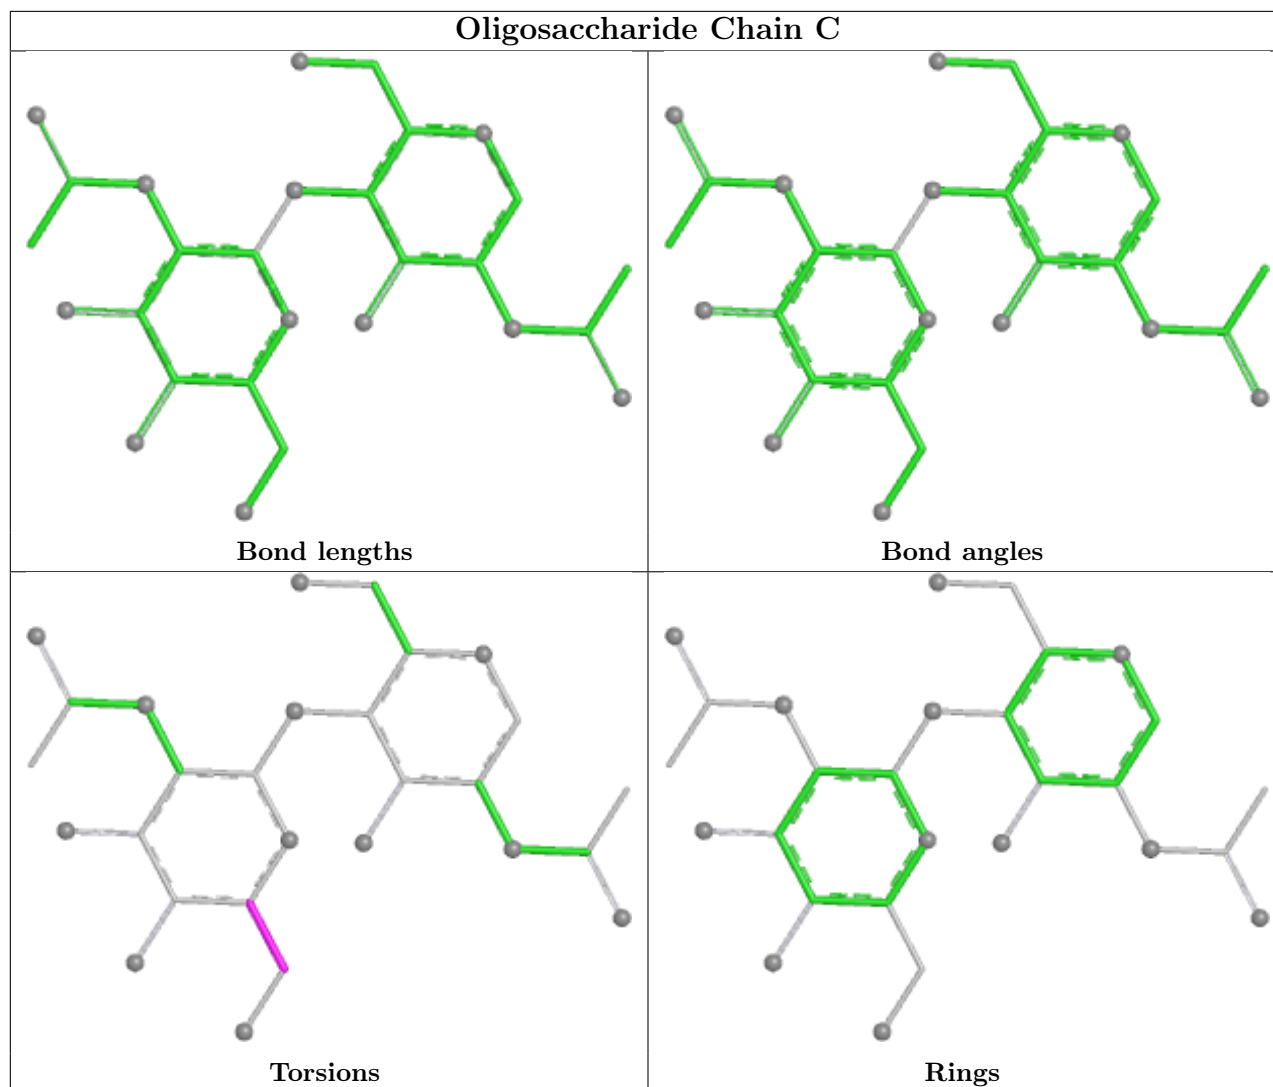 Oligosaccharide Chain C
Bond lengths
Bond angles
Torsions
Rings